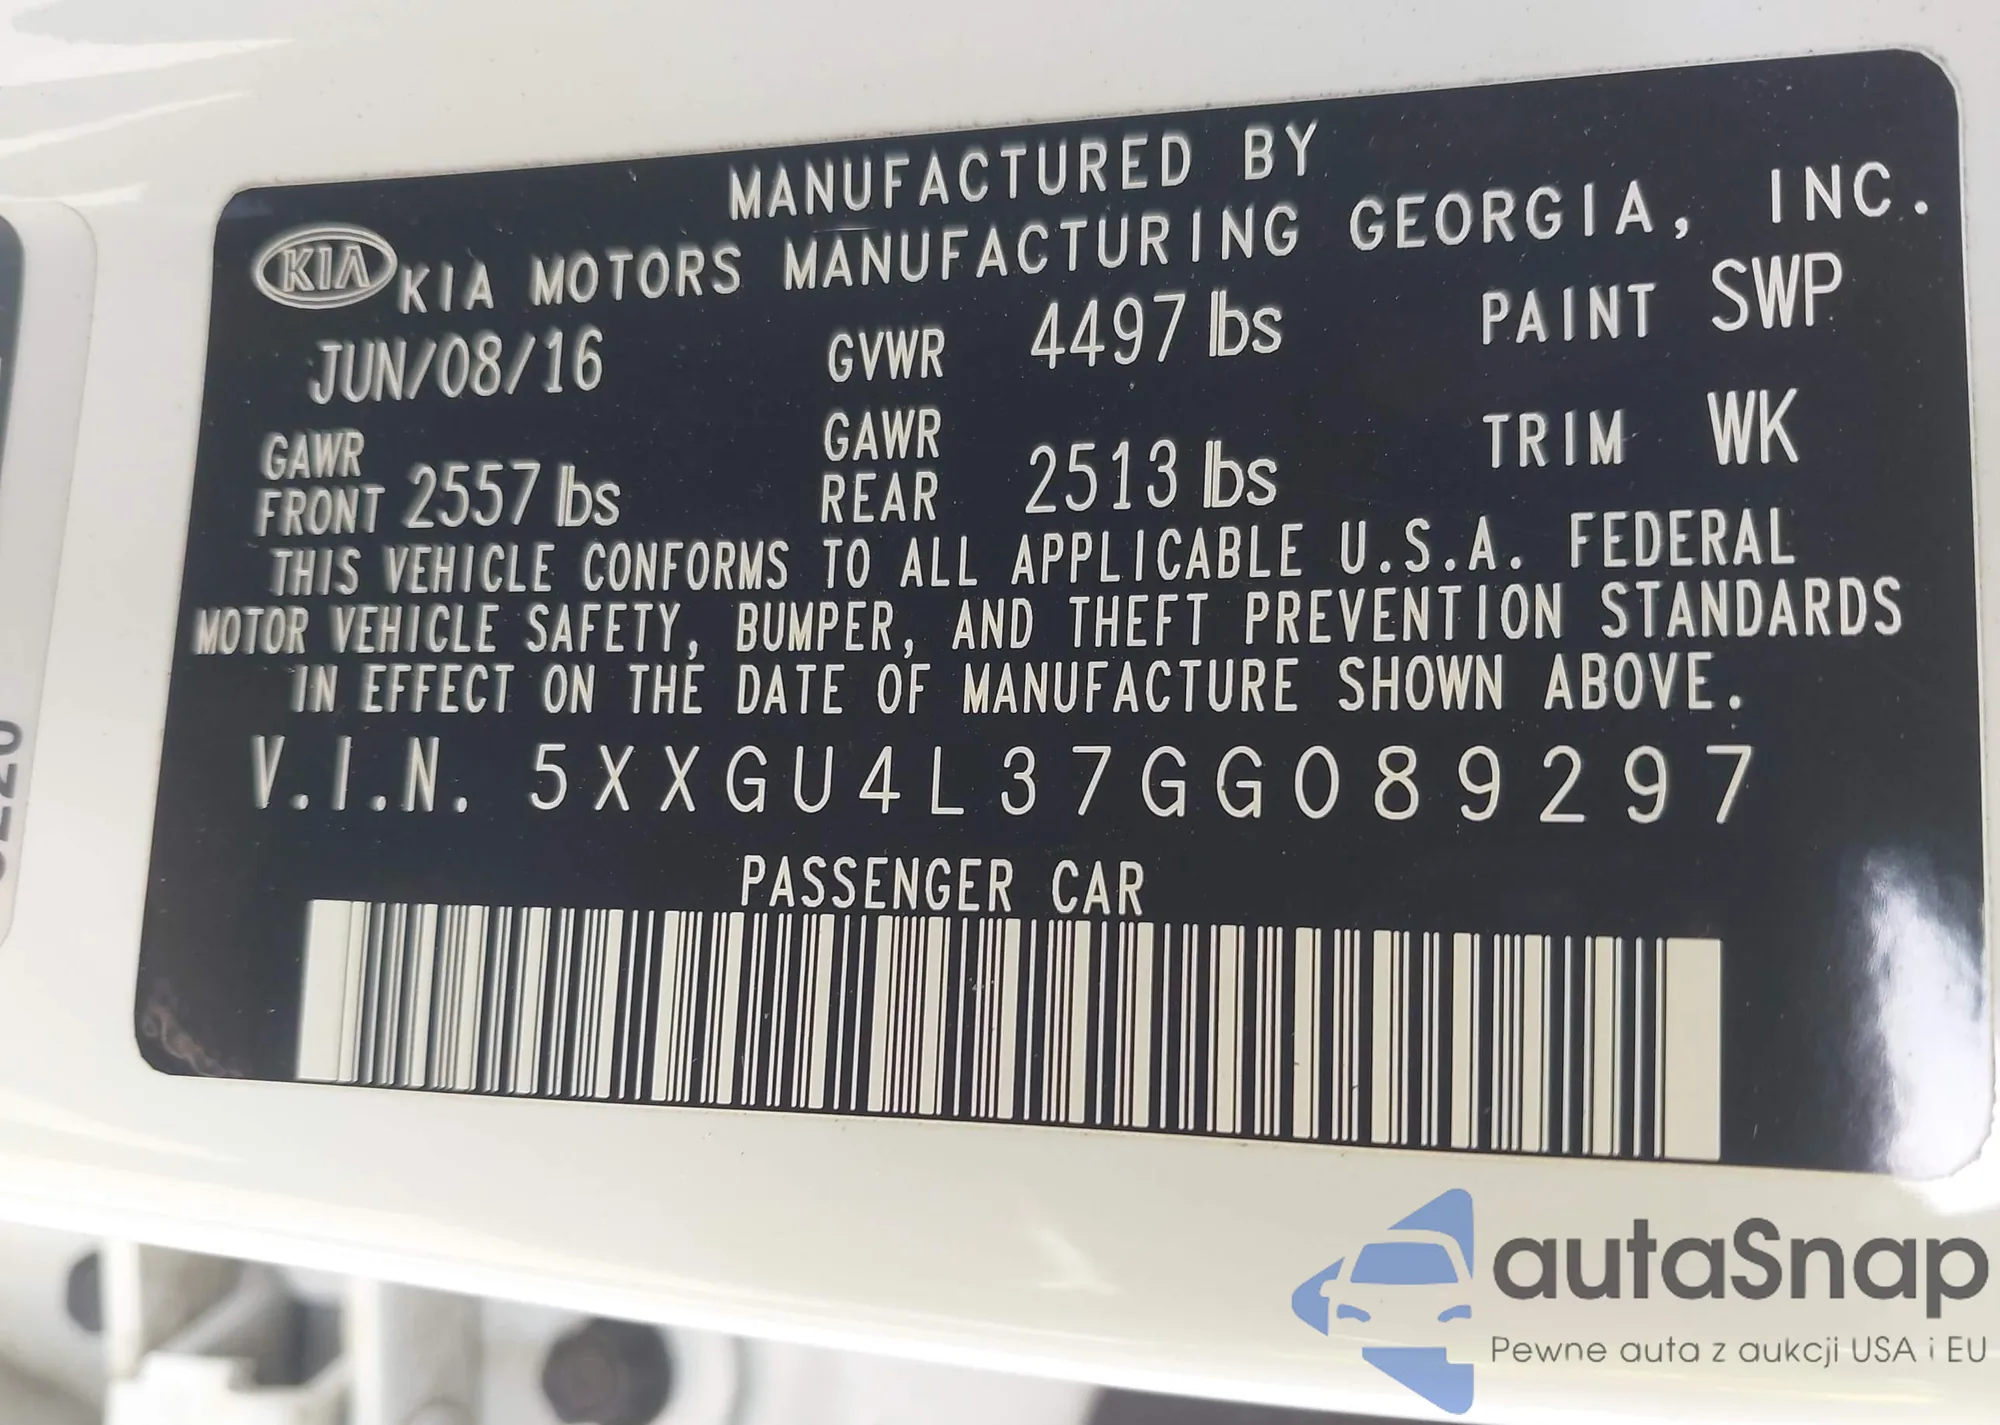 MANUFACTURED BY
KIA KIA MOTORS MANUFACTURING GEORGIA, INC.
JUN/08/16 GVWR 4497 lbs PAINT SWP
GAWR FRONT 2557 lbs GAWR REAR 2513 lbs TRIM WK
THIS VEHICLE CONFORMS TO ALL APPLICABLE U.S.A. FEDERAL
MOTOR VEHICLE SAFETY, BUMPER, AND THEFT PREVENTION STANDARDS
IN EFFECT ON THE DATE OF MANUFACTURE SHOWN ABOVE.
V.I.N. 5XXGU4L37GG089297
PASSENGER CAR
autaSnap
Pewne auta z aukcji USA i EU